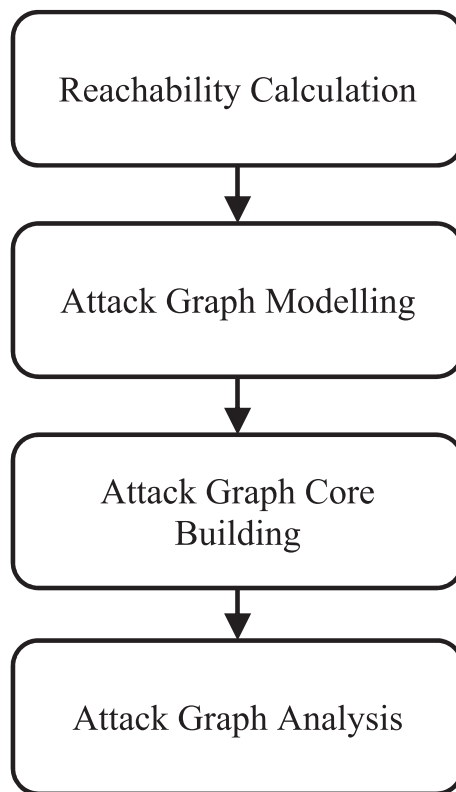 Reachability Calculation
Attack Graph Modelling
Attack Graph Core
Building
Attack Graph Analysis